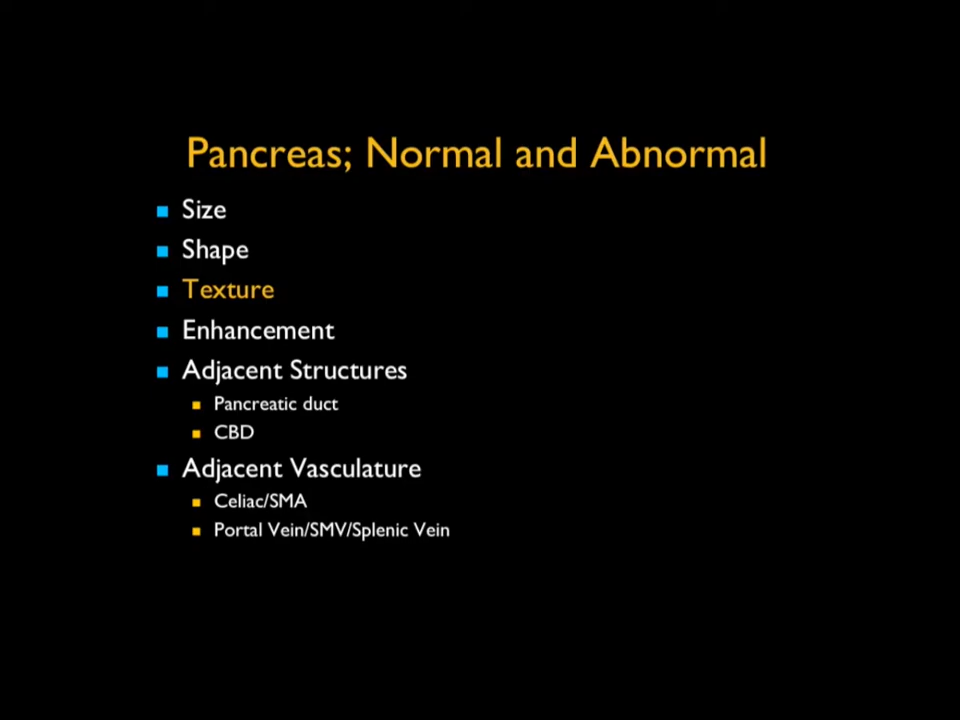 Pancreas; Normal and Abnormal
Size
Shape
Texture
Enhancement
Adjacent Structures
Pancreatic duct
CBD
Adjacent Vasculature
Celiac/SMA
Portal Vein/SMV/Splenic Vein